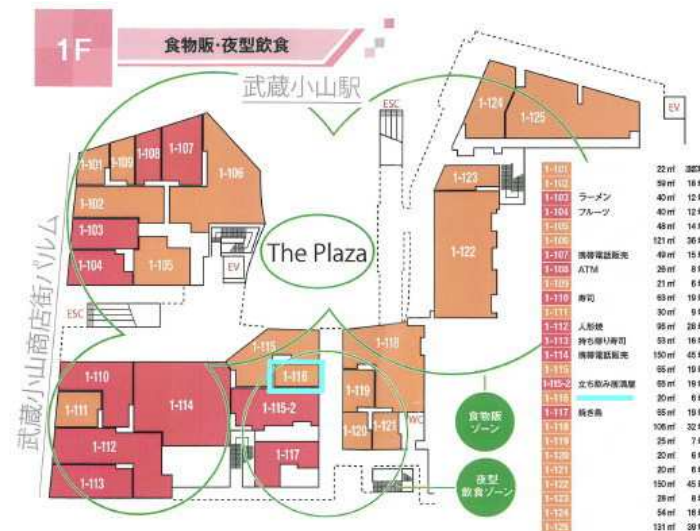 1F
食物販・夜型飲食
武蔵小山駅
ESC
1-124
1-125
EV
1-101
1-109
1-108
1-107
1-106
1-102
1-103
1-104
1-105
EV
The Plaza
1-123
1-122
ESC
武蔵小山商店街パルム
1-110
1-111
1-112
1-113
1-114
1-115
1-116
1-115-2
1-117
1-118
1-119
1-120
1-121
WC
食物販
ゾーン
夜型
飲食ゾーン
1-101 22㎡
1-102 59㎡
1-103 ラーメン 40㎡
1-104 フルーツ 40㎡
1-105 48㎡
1-106 121㎡
1-107 携帯電話販売 49㎡
1-108 ATM 26㎡
1-109 21㎡
1-110 寿司 63㎡
1-111 30㎡
1-112 人形焼 95㎡
1-113 持ち帰り寿司 53㎡
1-114 携帯電話販売 150㎡
1-115 65㎡
1-115-2 立ち飲み居酒屋 65㎡
1-116 20㎡
1-117 焼き鳥 65㎡
1-118 106㎡
1-119 25㎡
1-120 20㎡
1-121 20㎡
1-122 150㎡
1-123 28㎡
1-124 54㎡
1-125 131㎡